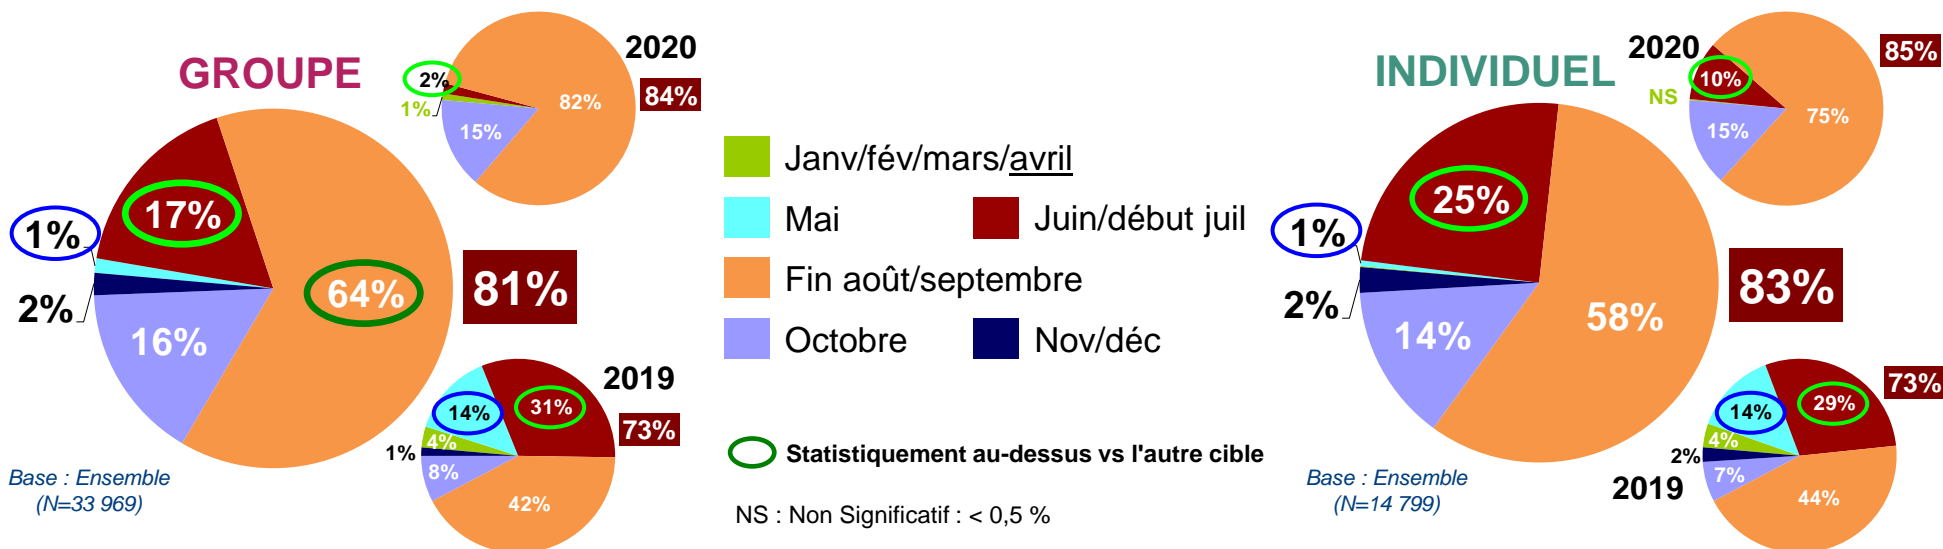 GROUPE
2020
84%
2%
1%
82%
15%
17%
1%
64%
2%
16%
81%
2019
73%
14%
31%
4%
1%
8%
42%
Base : Ensemble
(N=33 969)
Janv/fév/mars/avril
Mai
Juin/début juil
Fin août/septembre
Octobre
Nov/déc
Statistiquement au-dessus vs l'autre cible
NS : Non Significatif : < 0,5 %
INDIVIDUEL
2020
85%
10%
NS
15%
75%
25%
1%
2%
58%
14%
83%
73%
14%
29%
4%
2%
7%
44%
2019
Base : Ensemble
(N=14 799)